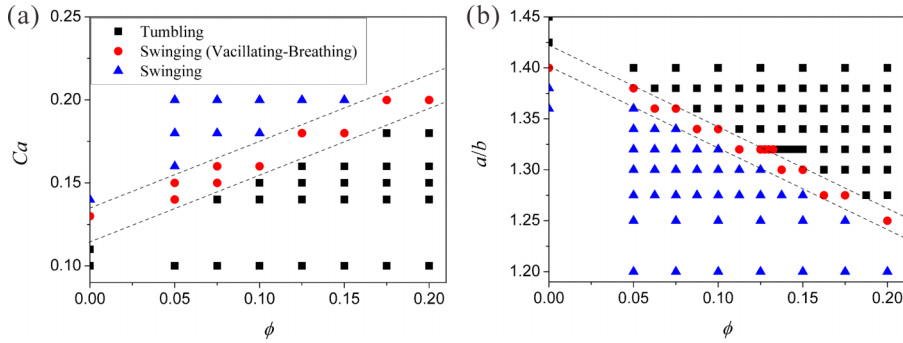 (a)
0.25
0.20
0.15
0.10
Ca
Tumbling
Swinging (Vacillating-Breathing)
Swinging
0.00 0.05 0.10 0.15 0.20
ϕ
(b)
1.45
1.40
1.35
1.30
1.25
1.20
a/b
0.00 0.05 0.10 0.15 0.20
ϕ